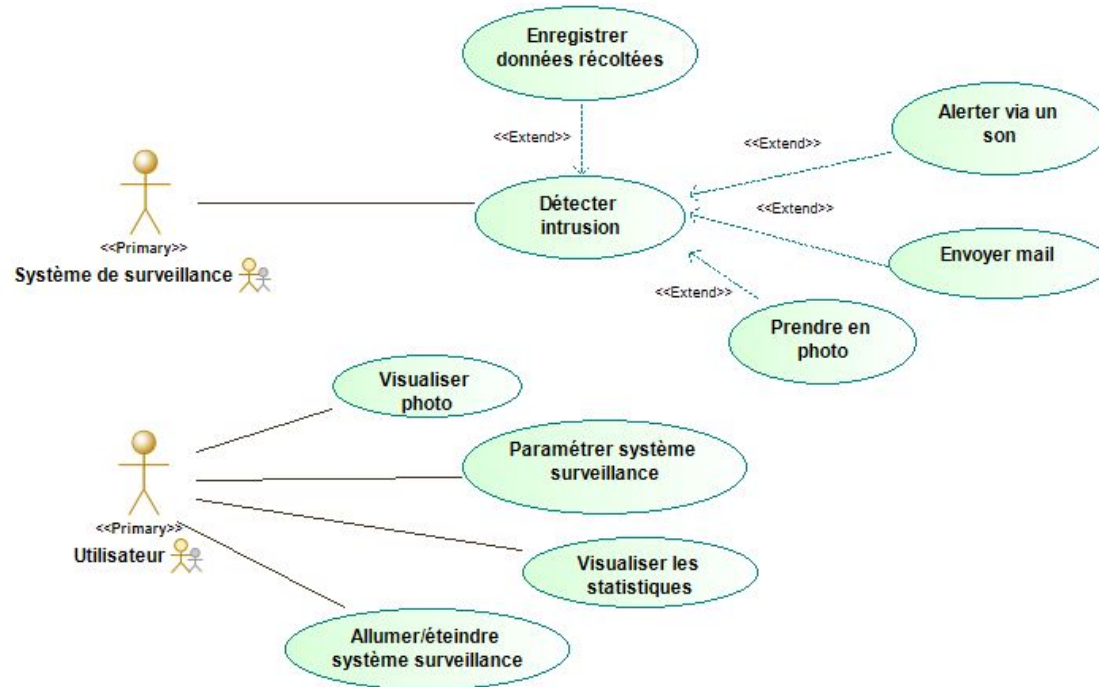 Enregistrer
données récoltées
<<Extend>>
Alerter via un
son
<<Extend>>
Détecter
intrusion
<<Extend>>
Envoyer mail
<<Extend>>
Prendre en
photo
<<Primary>>
Système de surveillance
Visualiser
photo
Paramétrer système
surveillance
<<Primary>>
Utilisateur
Visualiser les
statistiques
Allumer/éteindre
système surveillance